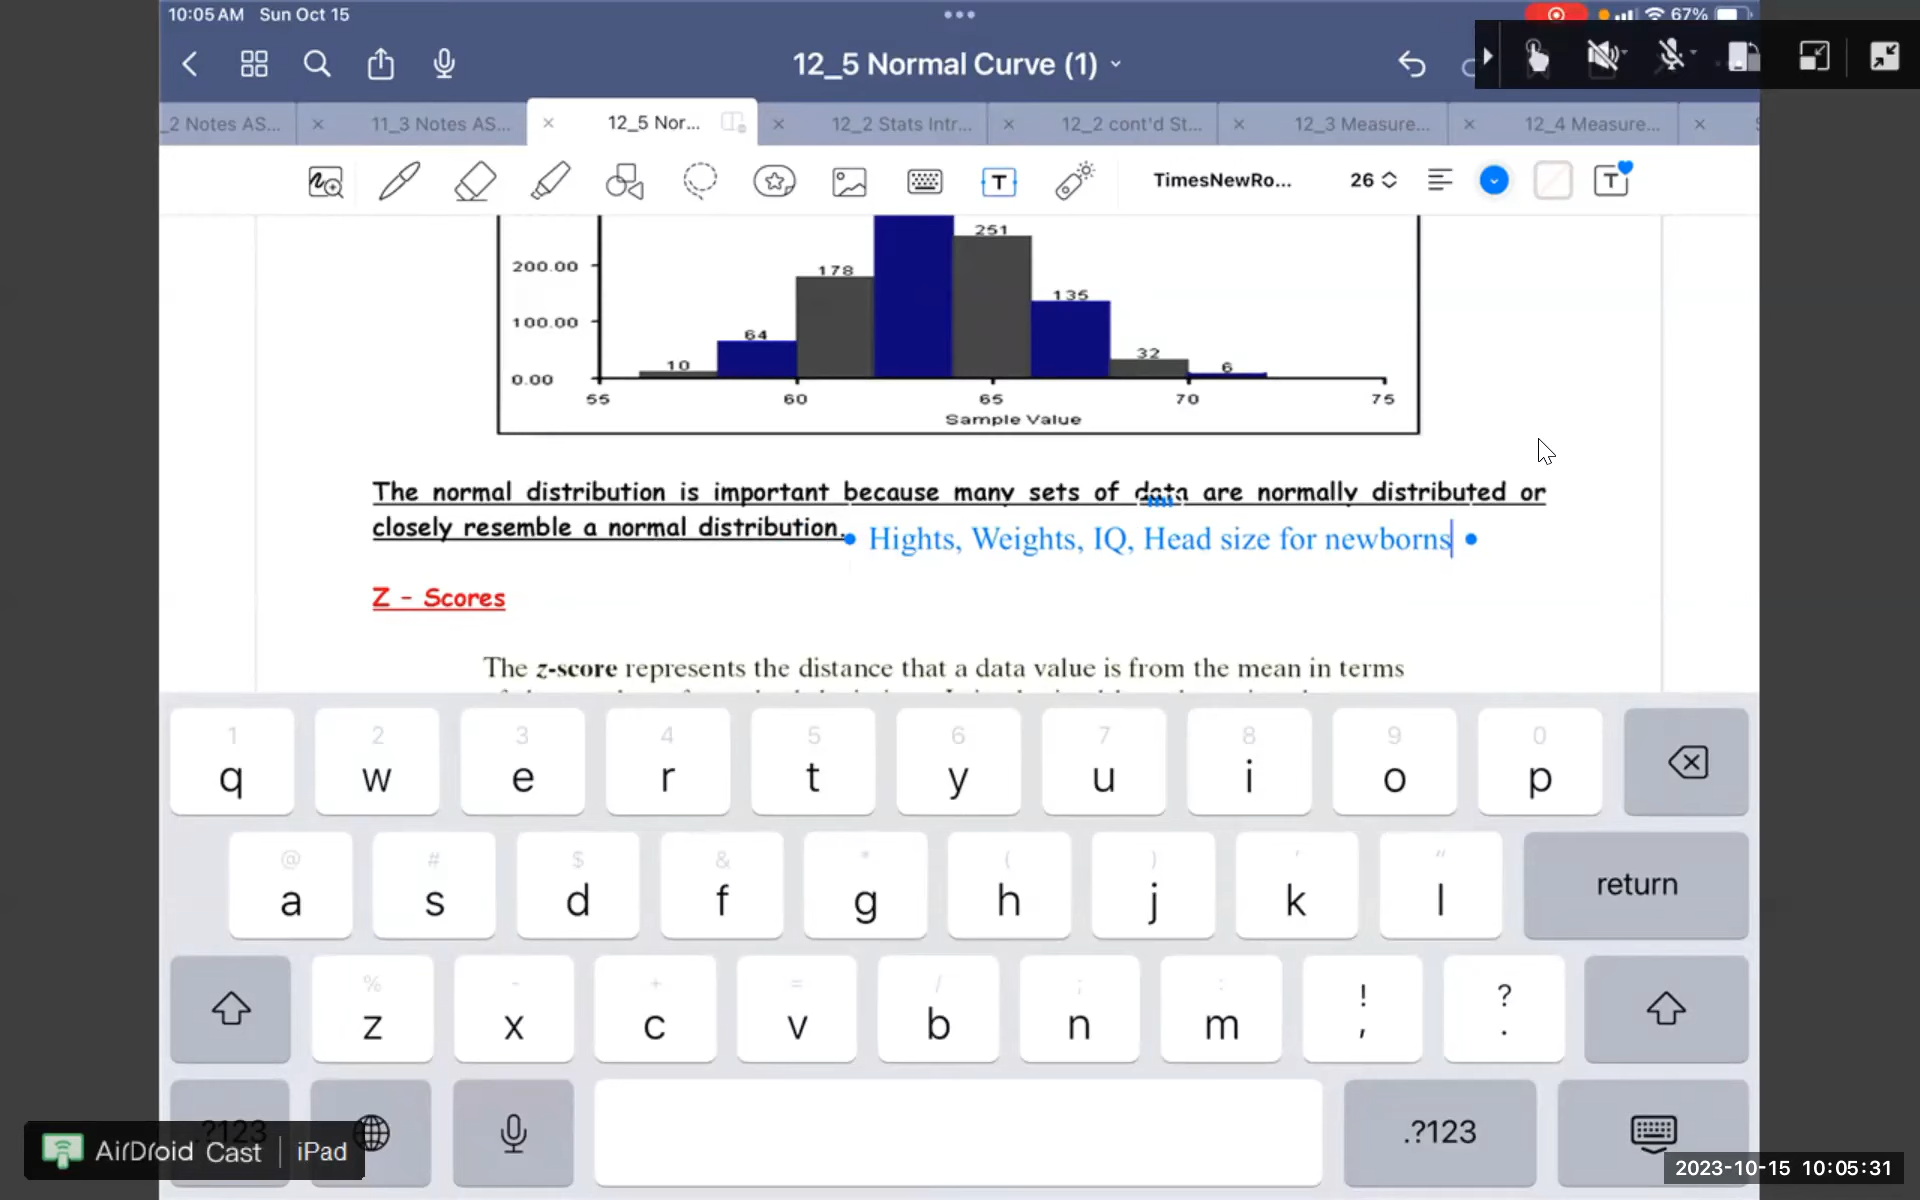 10:05 AM Sun Oct 15
67%
12_5 Normal Curve (1)
_2 Notes AS...
11_3 Notes AS...
12_5 Nor...
12_2 Stats Intr...
12_2 cont'd St...
12_3 Measure...
12_4 Measure...
TimesNewRo...
26
251
200.00
178
135
100.00
64
32
10
6
0.00
55
60
65
70
75
Sample Value
The normal distribution is important because many sets of data are normally distributed or
closely resemble a normal distribution.
Hights, Weights, IQ, Head size for newborns
Z - Scores
The z-score represents the distance that a data value is from the mean in terms
1 2 3 4 5 6 7 8 9 0
q w e r t y u i o p
@ # $ & * ( ) ' "
a s d f g h j k l return
% - + = / ; : ! ?
z x c v b n m , .
.?123 .?123
AirDroid Cast | iPad
2023-10-15 10:05:31